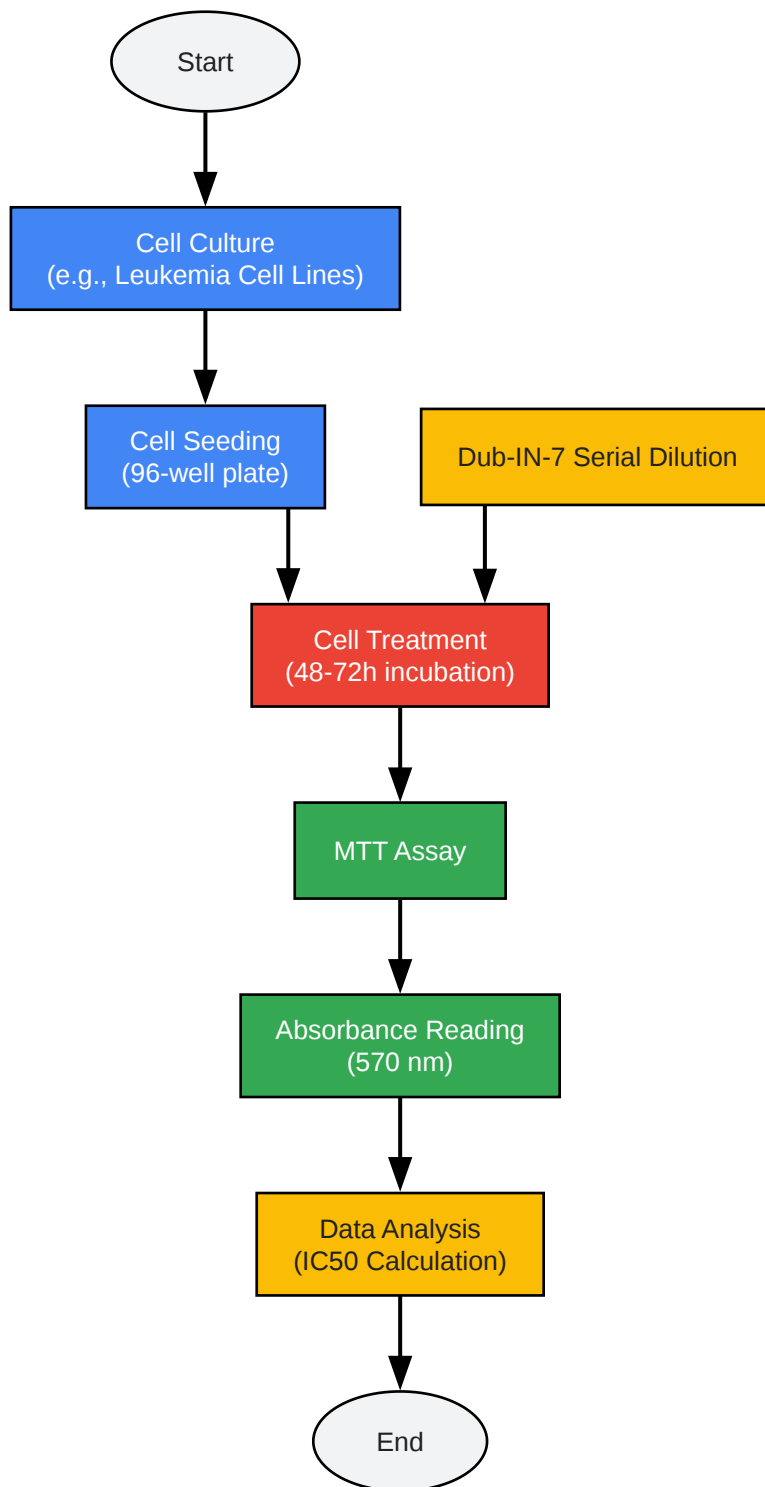 Start
Cell Culture
(e.g., Leukemia Cell Lines)
Cell Seeding
(96-well plate)
Dub-IN-7 Serial Dilution
Cell Treatment
(48-72h incubation)
MTT Assay
Absorbance Reading
(570 nm)
Data Analysis
(IC50 Calculation)
End